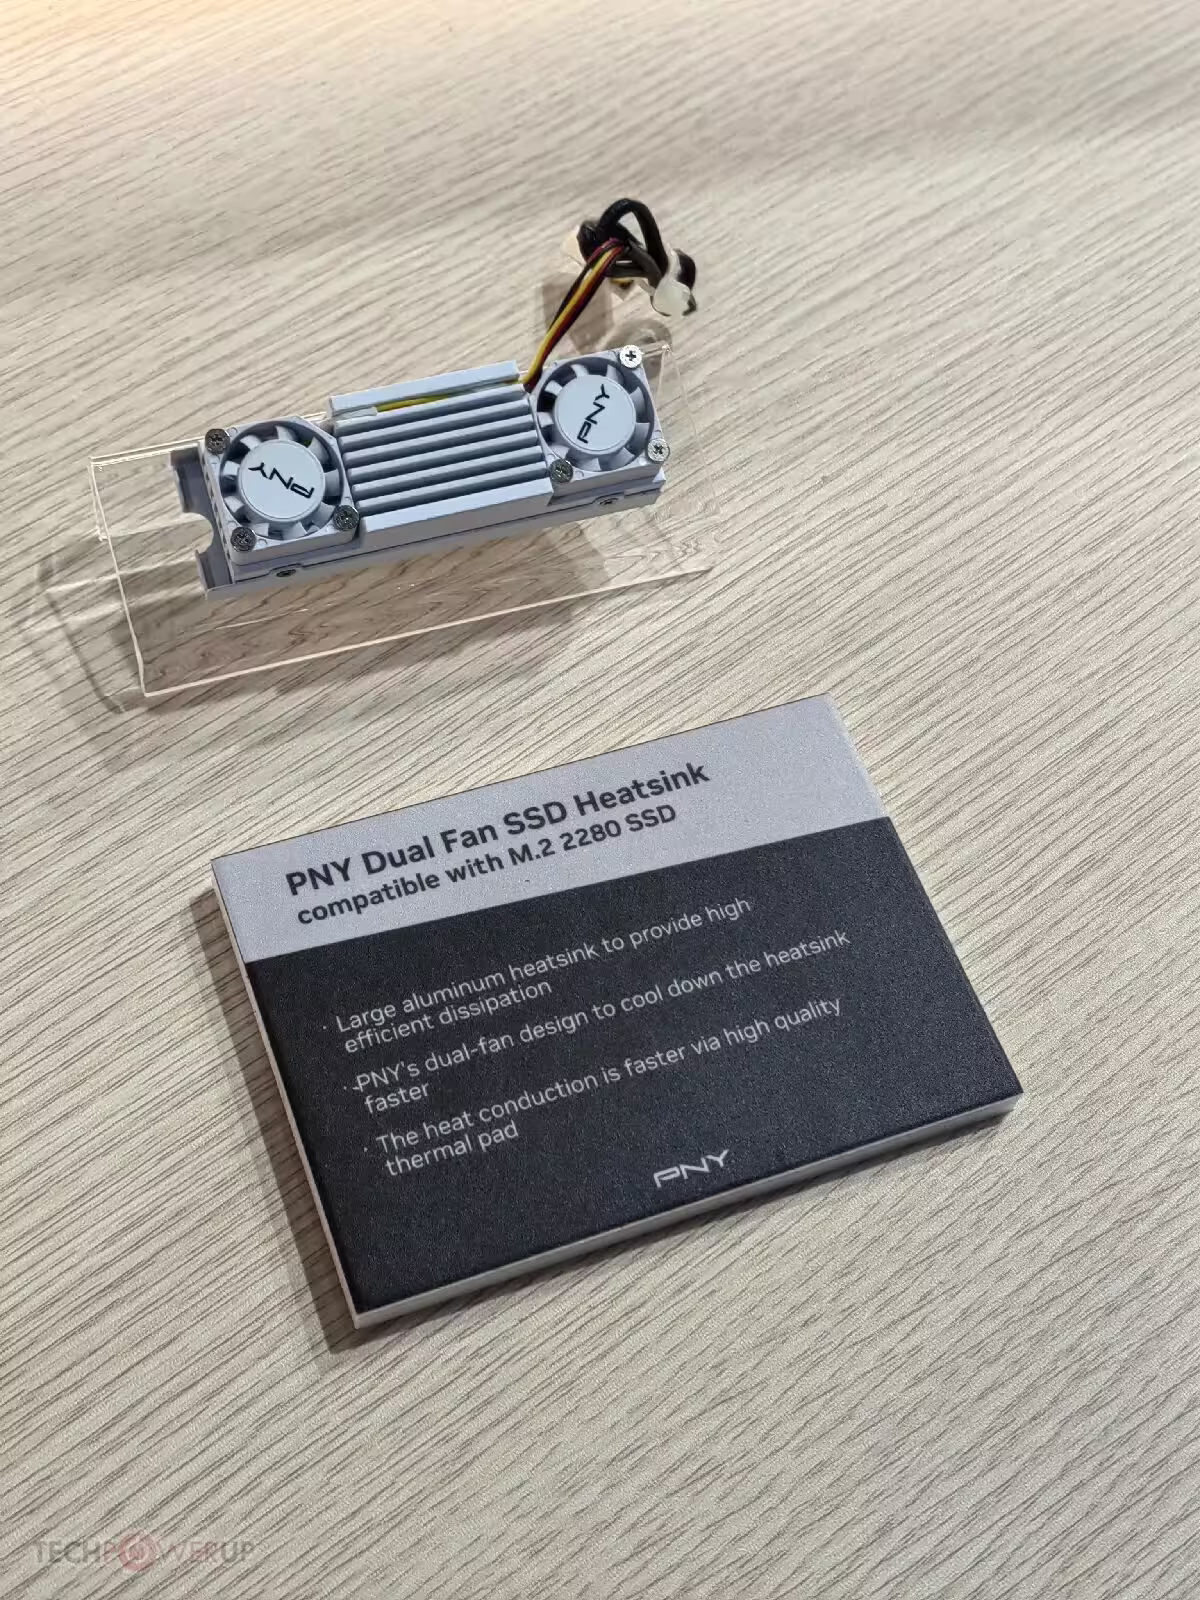 PNY
PNY
PNY Dual Fan SSD Heatsink
compatible with M.2 2280 SSD
· Large aluminum heatsink to provide high
efficient dissipation
· PNY's dual-fan design to cool down the heatsink
faster
· The heat conduction is faster via high quality
thermal pad
PNY
TECHPOWERUP